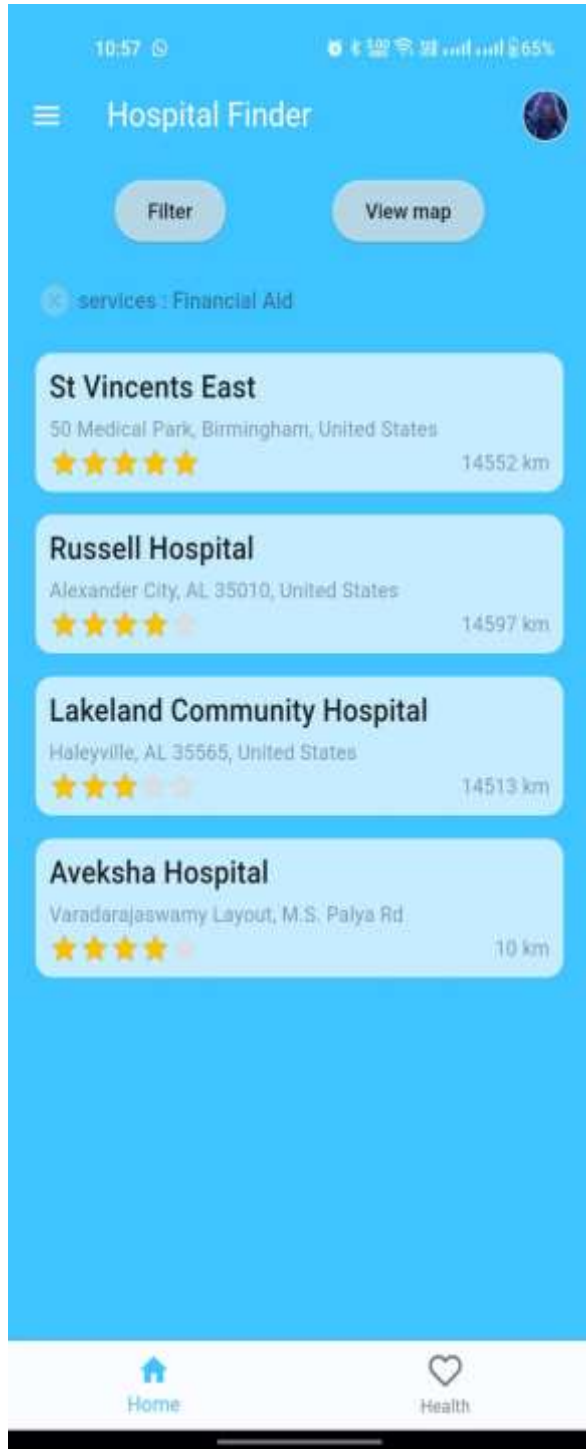 10:57
65%
Hospital Finder
Filter
View map
services : Financial Aid
St Vincents East
50 Medical Park, Birmingham, United States
14552 km
Russell Hospital
Alexander City, AL 35010, United States
14597 km
Lakeland Community Hospital
Haleyville, AL 35565, United States
14513 km
Aveksha Hospital
Varadarajaswamy Layout, M.S. Palya Rd
10 km
Home
Health